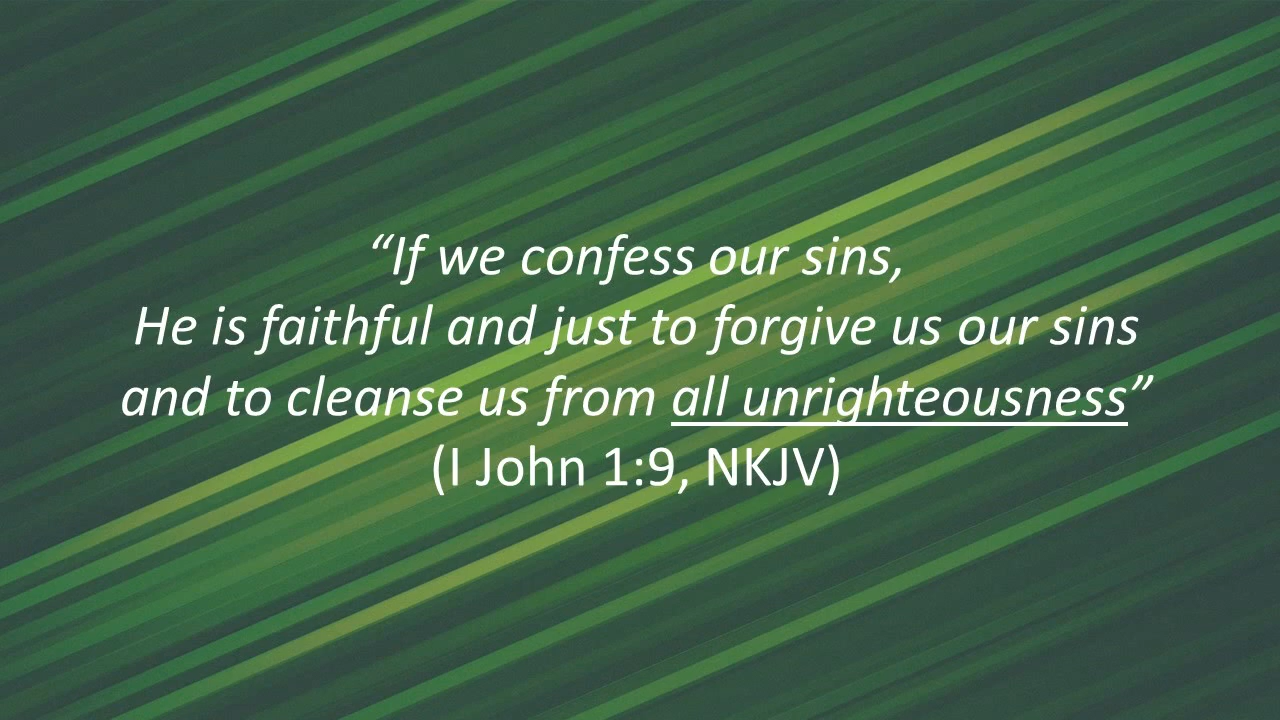 “If we confess our sins,
He is faithful and just to forgive us our sins
and to cleanse us from all unrighteousness”
(I John 1:9, NKJV)